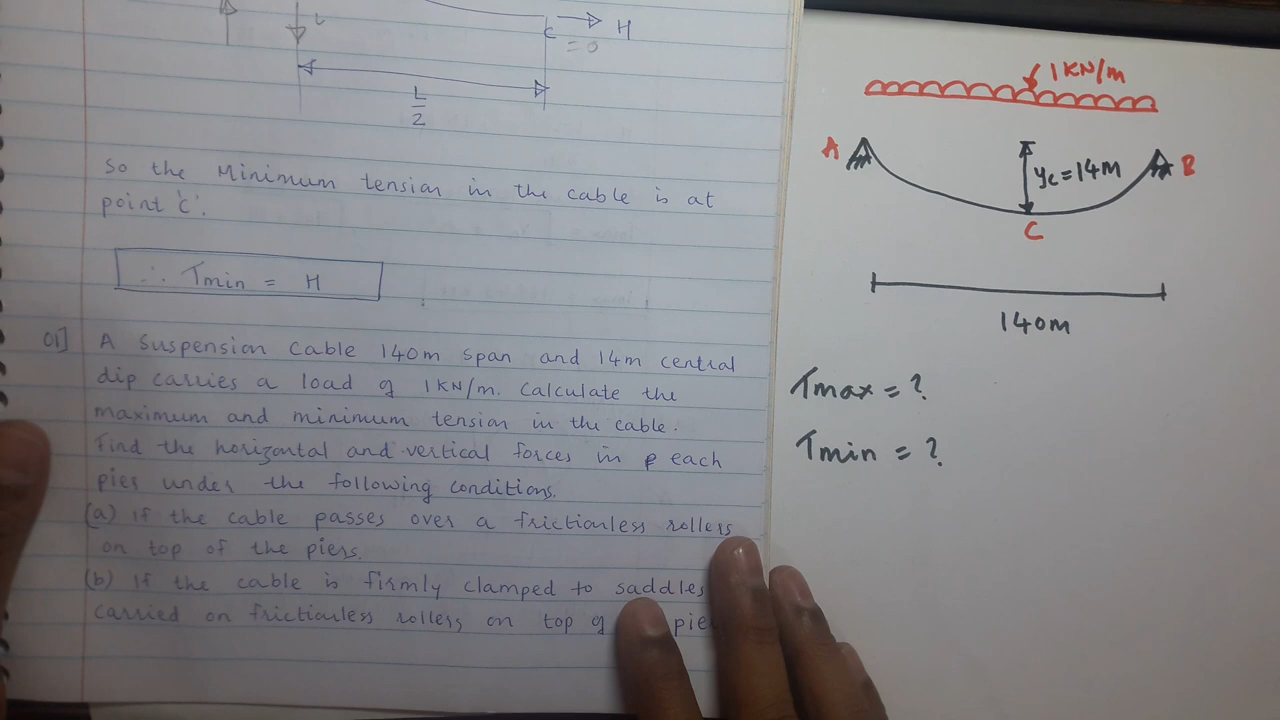 H
C
= 0
L
2
so the Minimum tension in the cable is at
point 'c'.
∴ Tmin = H
01] A suspension cable 140m span and 14m central
dip carries a load of 1KN/m. Calculate the
maximum and minimum tension in the cable.
Find the horizontal and vertical forces in each
pies under the following conditions.
(a) If the cable passes over a frictionless rollers
on top of the piers.
(b) If the cable is firmly clamped to saddles
carried on frictionless rollers on top of
1KN/m
A
yc = 14M
B
C
140m
Tmax = ?
Tmin = ?